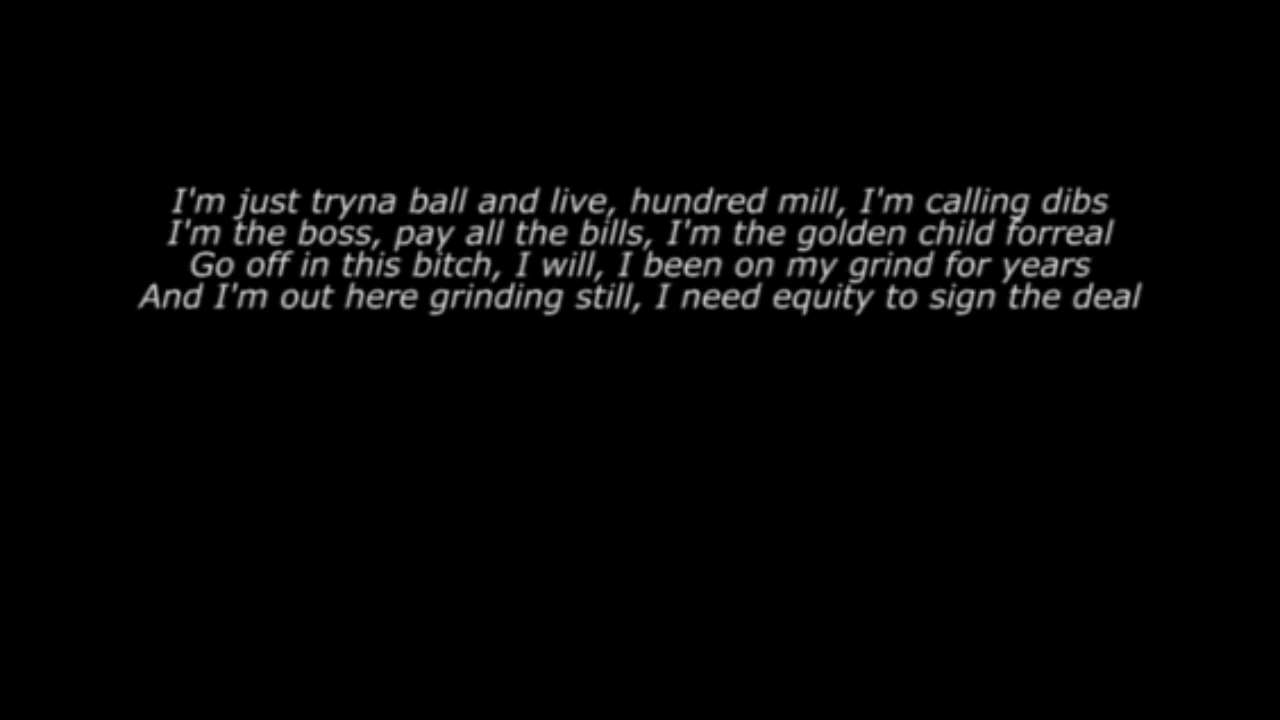 I'm just tryna ball and live, hundred mill, I'm calling dibs
I'm the boss, pay all the bills, I'm the golden child forreal
Go off in this bitch, I will, I been on my grind for years
And I'm out here grinding still, I need equity to sign the deal